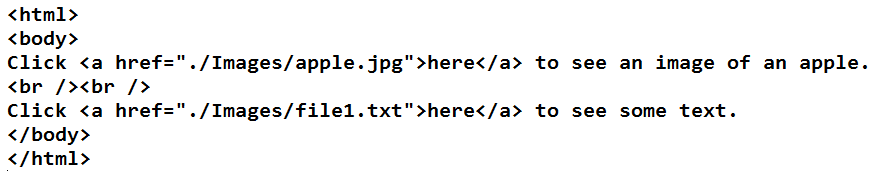 <html>
<body>
Click <a href="./Images/apple.jpg">here</a> to see an image of an apple.
<br /><br />
Click <a href="./Images/file1.txt">here</a> to see some text.
</body>
</html>